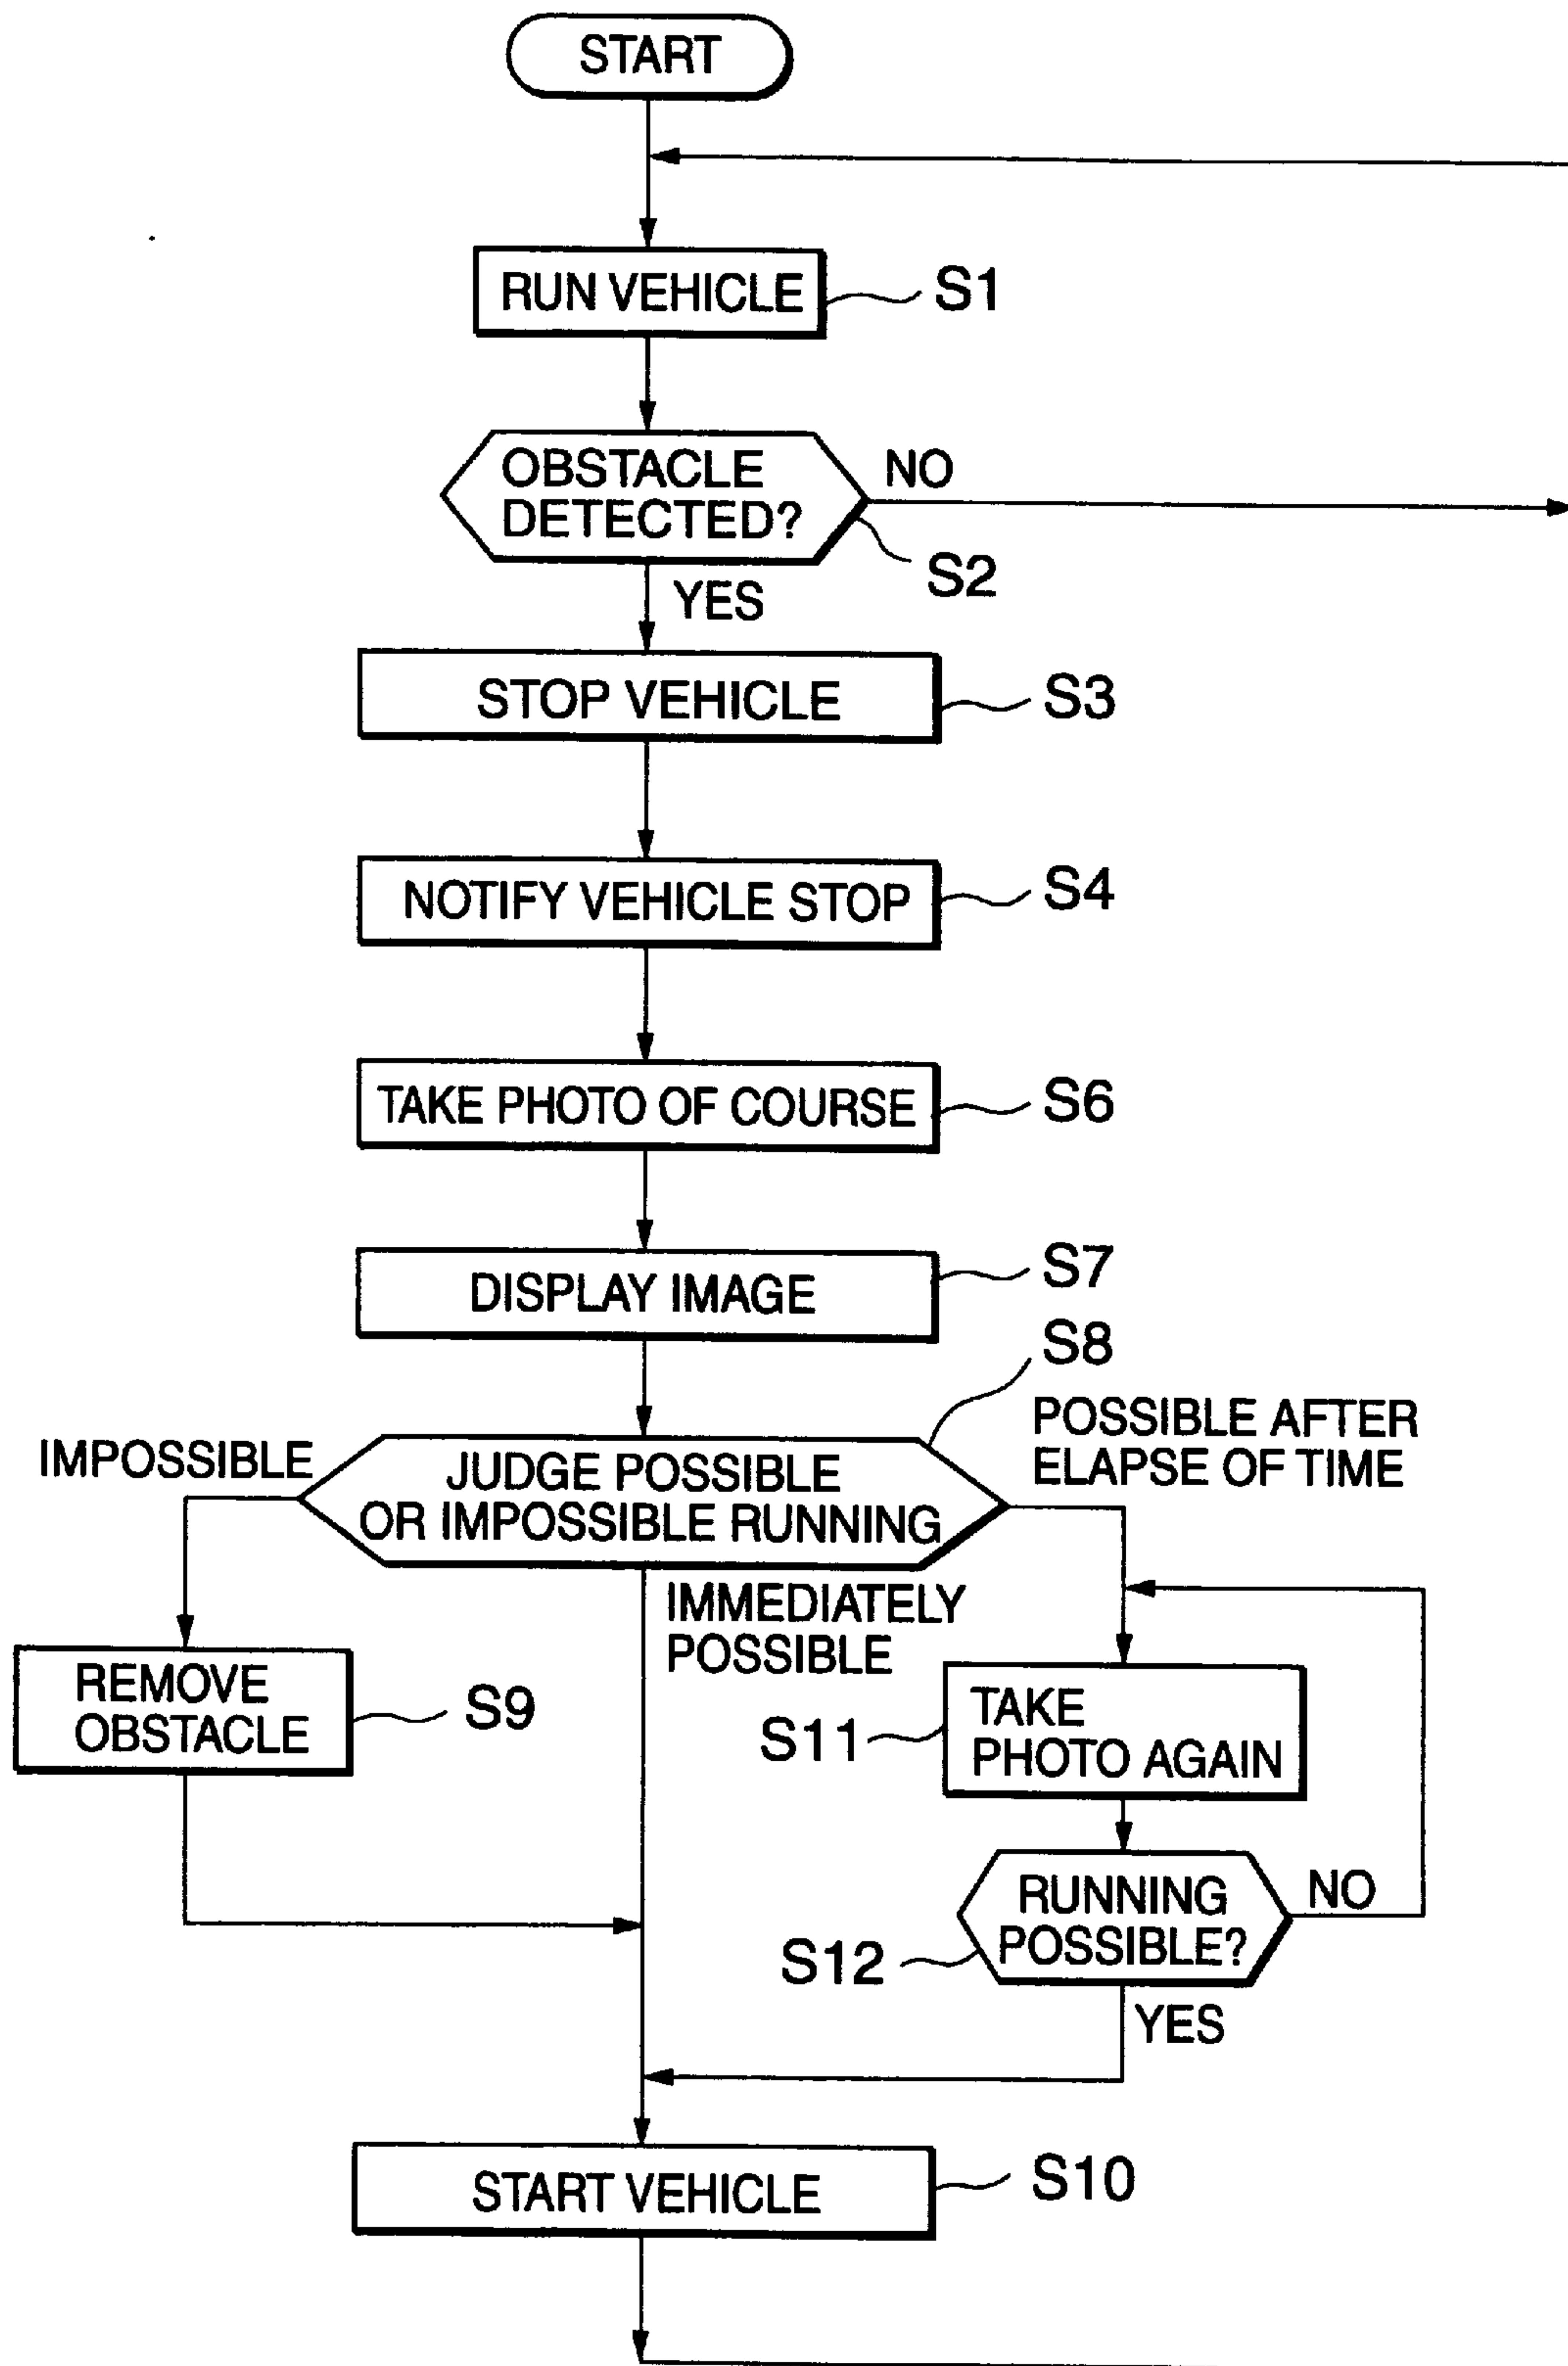 START
RUN VEHICLE
S1
OBSTACLE
DETECTED?
NO
S2
YES
STOP VEHICLE
S3
NOTIFY VEHICLE STOP
S4
TAKE PHOTO OF COURSE
S6
DISPLAY IMAGE
S7
S8
IMPOSSIBLE
JUDGE POSSIBLE
OR IMPOSSIBLE RUNNING
POSSIBLE AFTER
ELAPSE OF TIME
IMMEDIATELY
POSSIBLE
REMOVE
OBSTACLE
S9
S11
TAKE
PHOTO AGAIN
RUNNING
POSSIBLE?
NO
S12
YES
START VEHICLE
S10